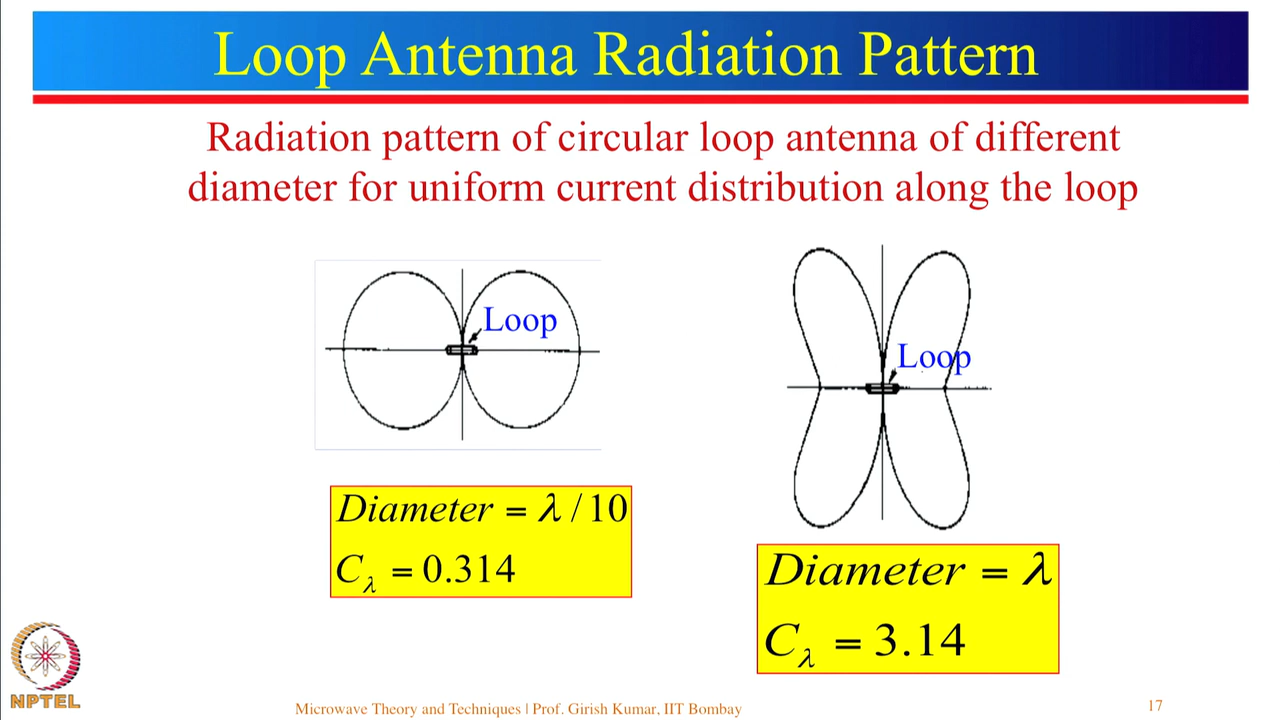 Loop Antenna Radiation Pattern
Radiation pattern of circular loop antenna of different
diameter for uniform current distribution along the loop
Loop
Loop
Diameter = λ / 10
C_λ = 0.314
Diameter = λ
C_λ = 3.14
NPTEL
Microwave Theory and Techniques | Prof. Girish Kumar, IIT Bombay
17